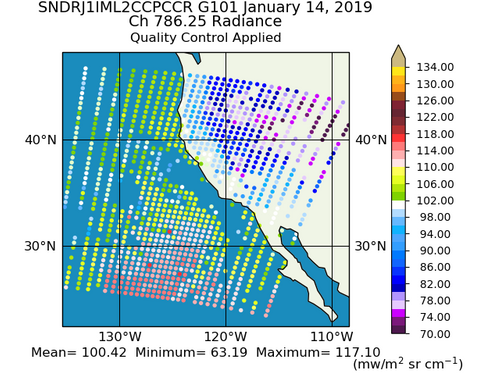 SNDRJ1IML2CCPCCR G101 January 14, 2019
Ch 786.25 Radiance
Quality Control Applied
134.00
130.00
126.00
122.00
118.00
114.00
110.00
106.00
102.00
98.00
94.00
90.00
86.00
82.00
78.00
74.00
70.00
40°N 40°N
30°N 30°N
130°W 120°W 110°W
Mean= 100.42 Minimum= 63.19 Maximum= 117.10
(mw/m² sr cm⁻¹)